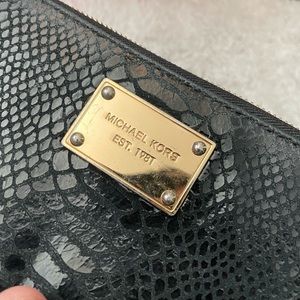 MICHAEL KORS
EST. 1981